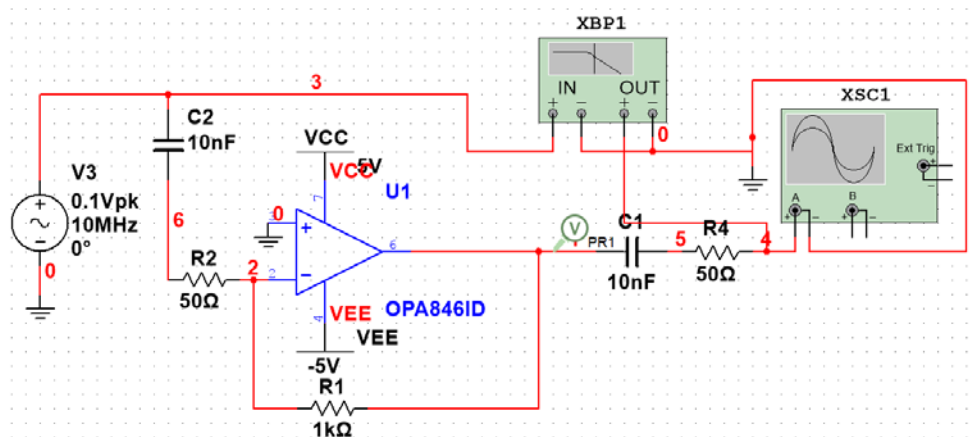 XBP1
IN OUT
+ − + −
0
3
C2
10nF
VCC
5V
VCC
7
U1
XSC1
Ext Trig
+
−
A
B
+ − + −
V3
0.1Vpk
10MHz
0°
0
6
0
3
+
6
R2
50Ω
2
2
−
4
OPA846ID
VEE
VEE
-5V
R1
1kΩ
V
PR1
C1
10nF
5
R4
50Ω
4